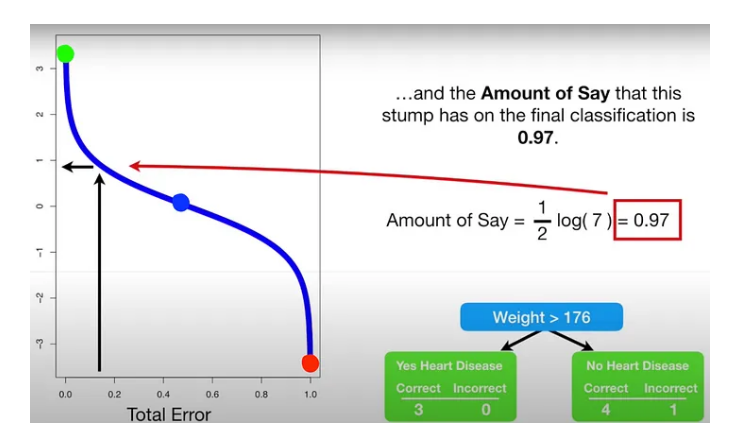 3
2
1
0
-1
-2
-3
0.0 0.2 0.4 0.6 0.8 1.0
Total Error
...and the Amount of Say that this
stump has on the final classification is
0.97.
Amount of Say = 1/2 log( 7 ) = 0.97
Weight > 176
Yes Heart Disease
Correct Incorrect
3 0
No Heart Disease
Correct Incorrect
4 1